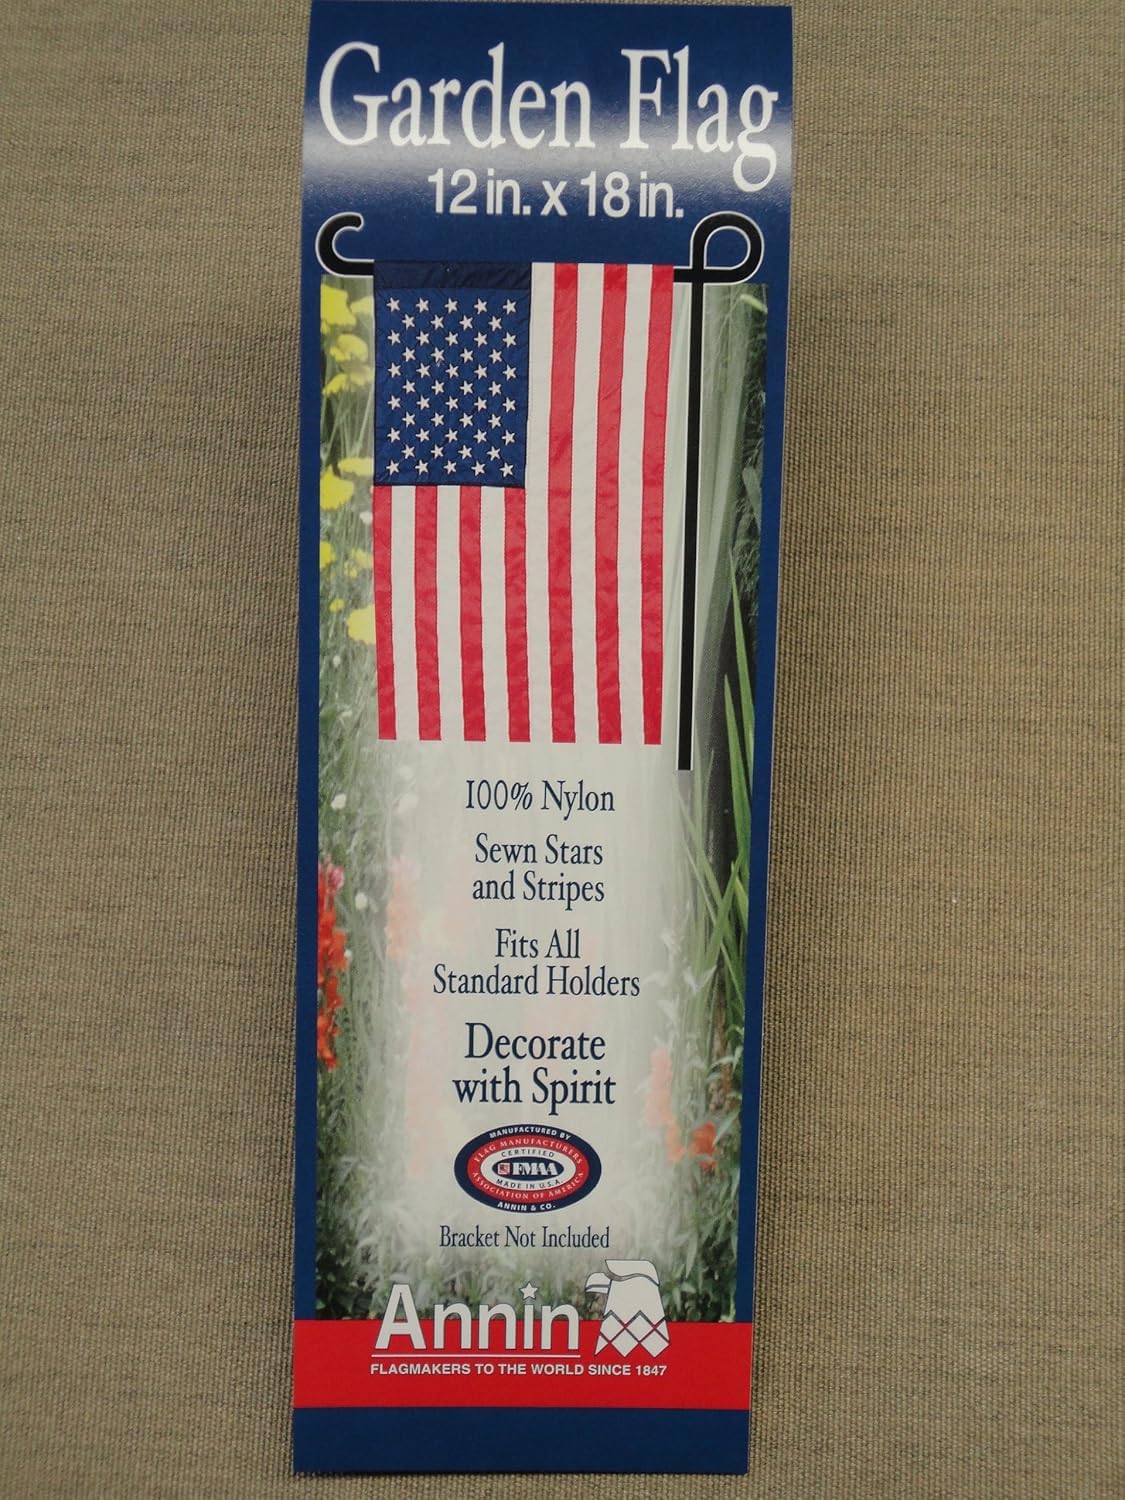 Garden Flag
12 in. x 18 in.
100% Nylon
Sewn Stars
and Stripes
Fits All
Standard Holders
Decorate
with Spirit
MANUFACTURED BY
FLAG MANUFACTURERS
CERTIFIED
FMAA
MADE IN U.S.A.
ASSOCIATION OF AMERICA
ANNIN & CO.
Bracket Not Included
Annin
FLAGMAKERS TO THE WORLD SINCE 1847